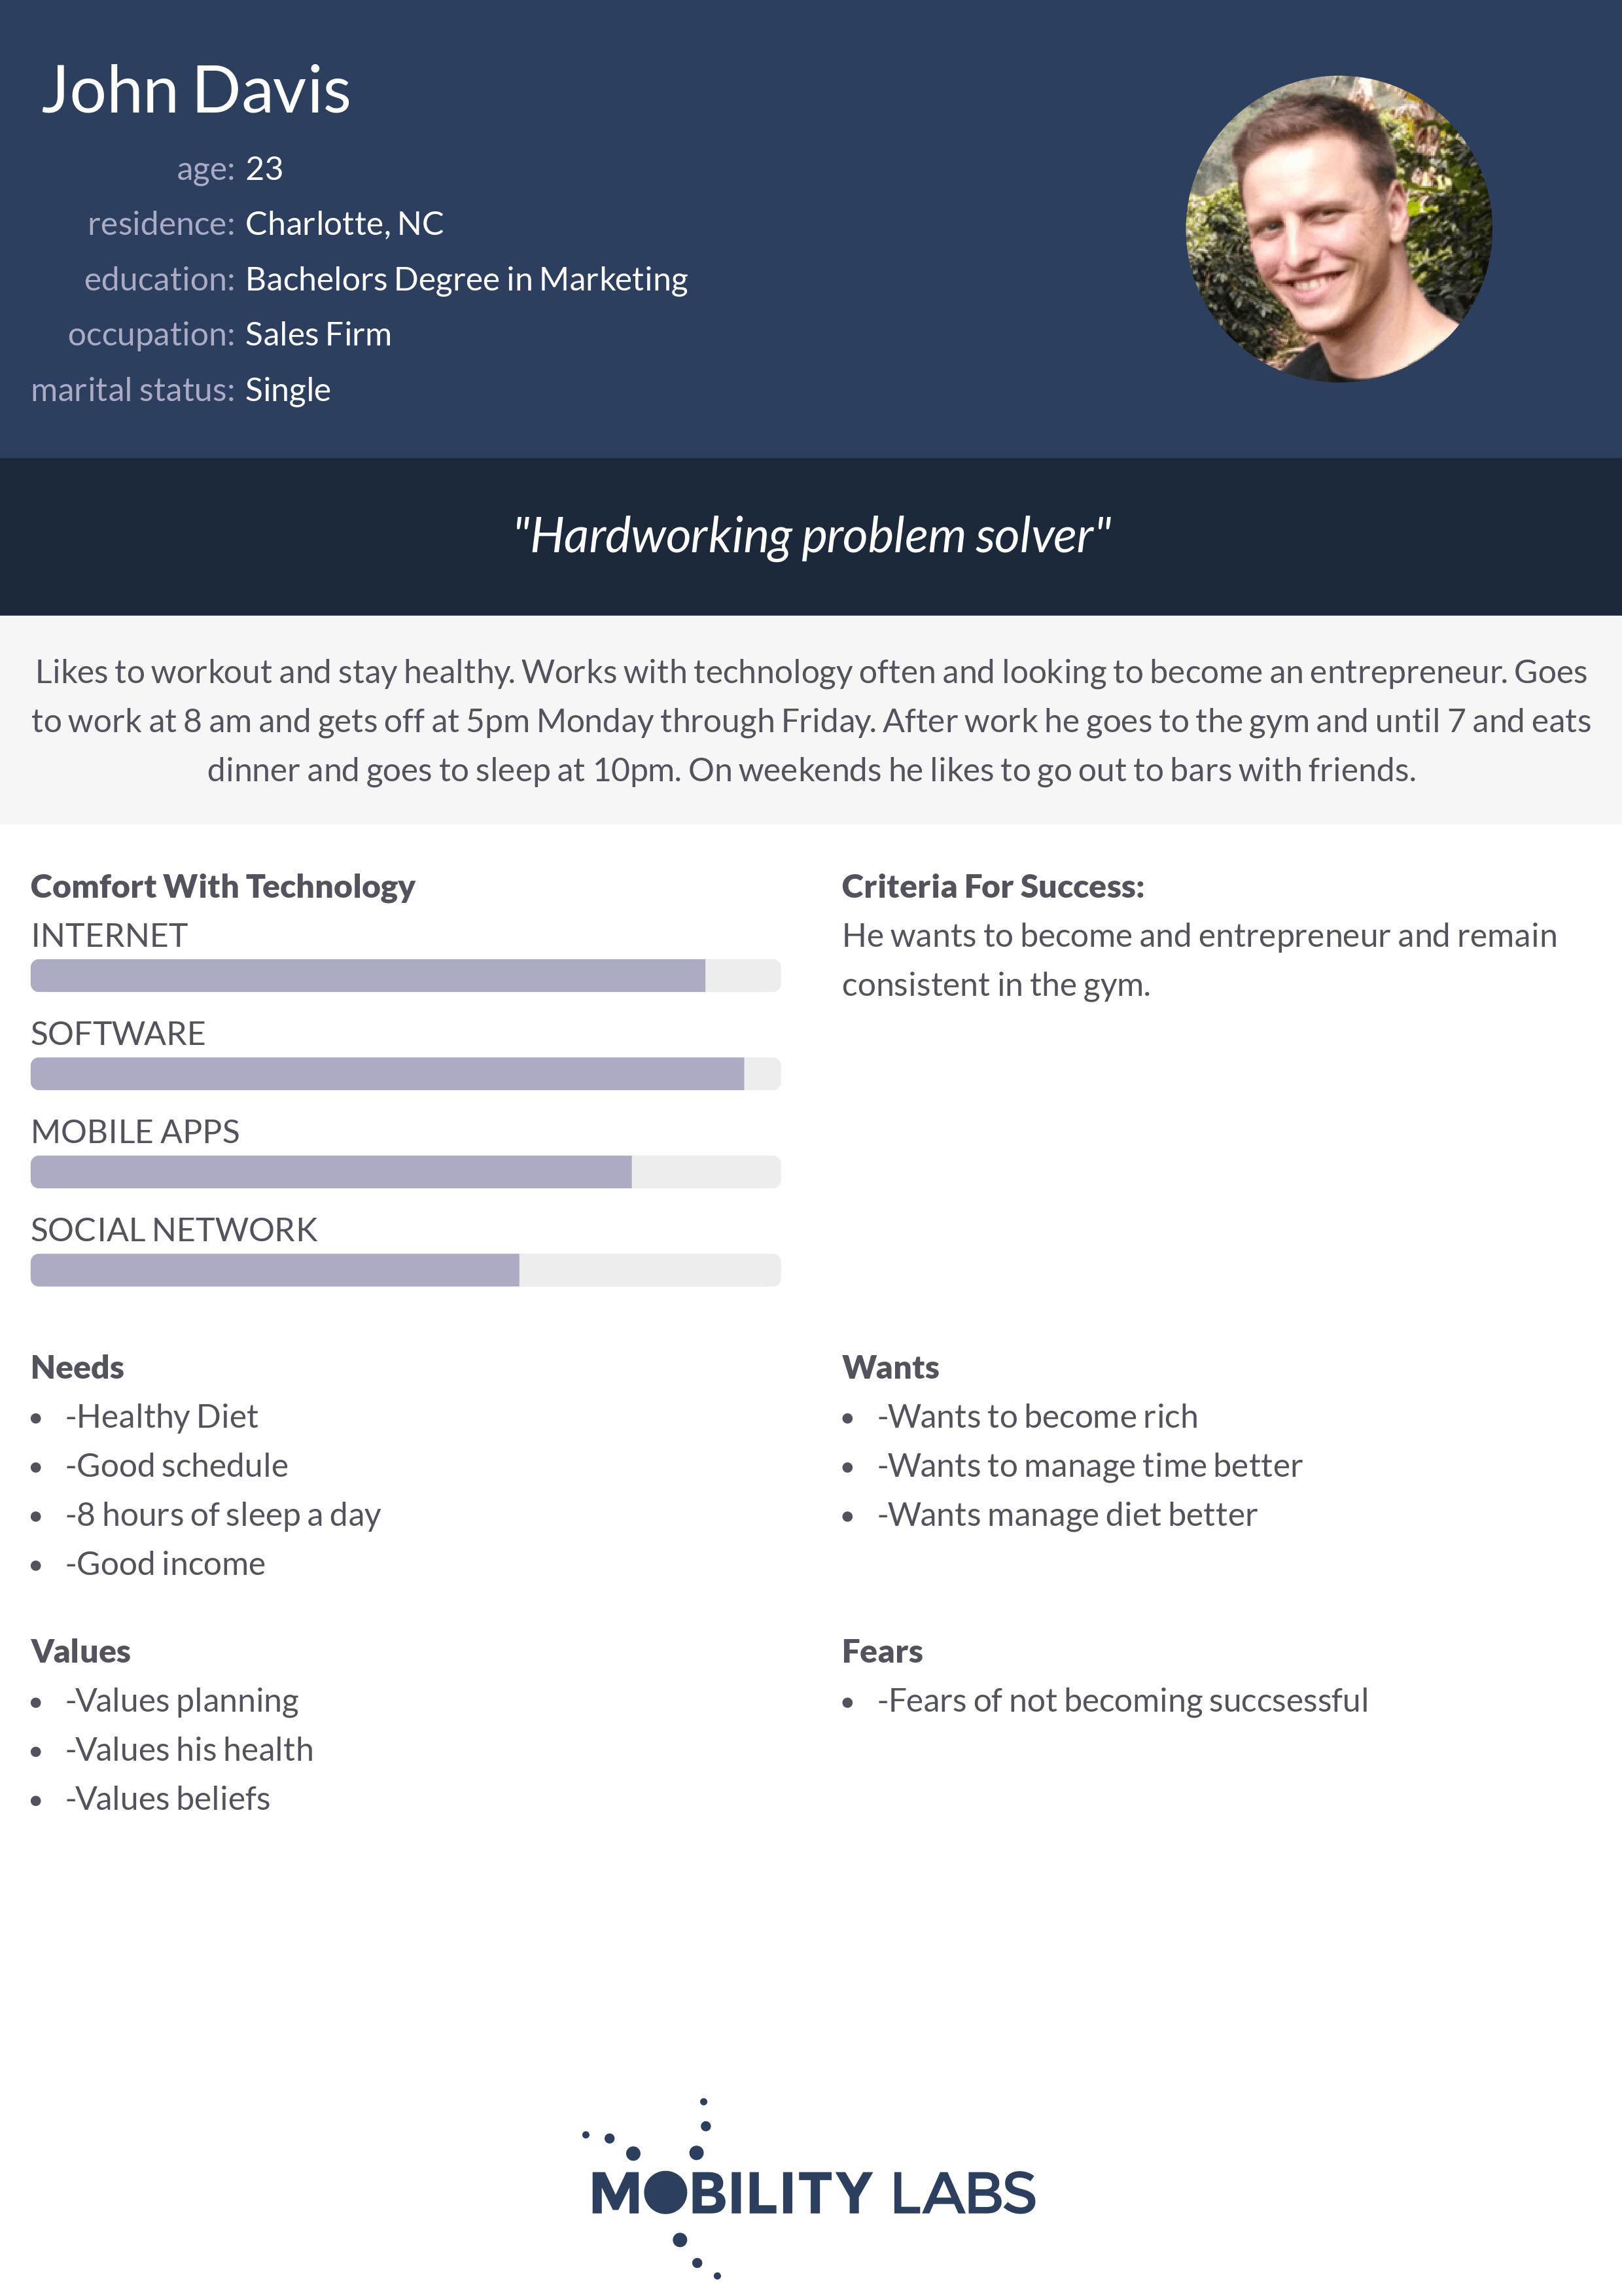 John Davis
age: 23
residence: Charlotte, NC
education: Bachelors Degree in Marketing
occupation: Sales Firm
marital status: Single
"Hardworking problem solver"
Likes to workout and stay healthy. Works with technology often and looking to become an entrepreneur. Goes
to work at 8 am and gets off at 5pm Monday through Friday. After work he goes to the gym and until 7 and eats
dinner and goes to sleep at 10pm. On weekends he likes to go out to bars with friends.
Comfort With Technology
INTERNET
SOFTWARE
MOBILE APPS
SOCIAL NETWORK
Criteria For Success:
He wants to become and entrepreneur and remain
consistent in the gym.
Needs
• -Healthy Diet
• -Good schedule
• -8 hours of sleep a day
• -Good income
Wants
• -Wants to become rich
• -Wants to manage time better
• -Wants manage diet better
Values
• -Values planning
• -Values his health
• -Values beliefs
Fears
• -Fears of not becoming succsessful
MOBILITY LABS